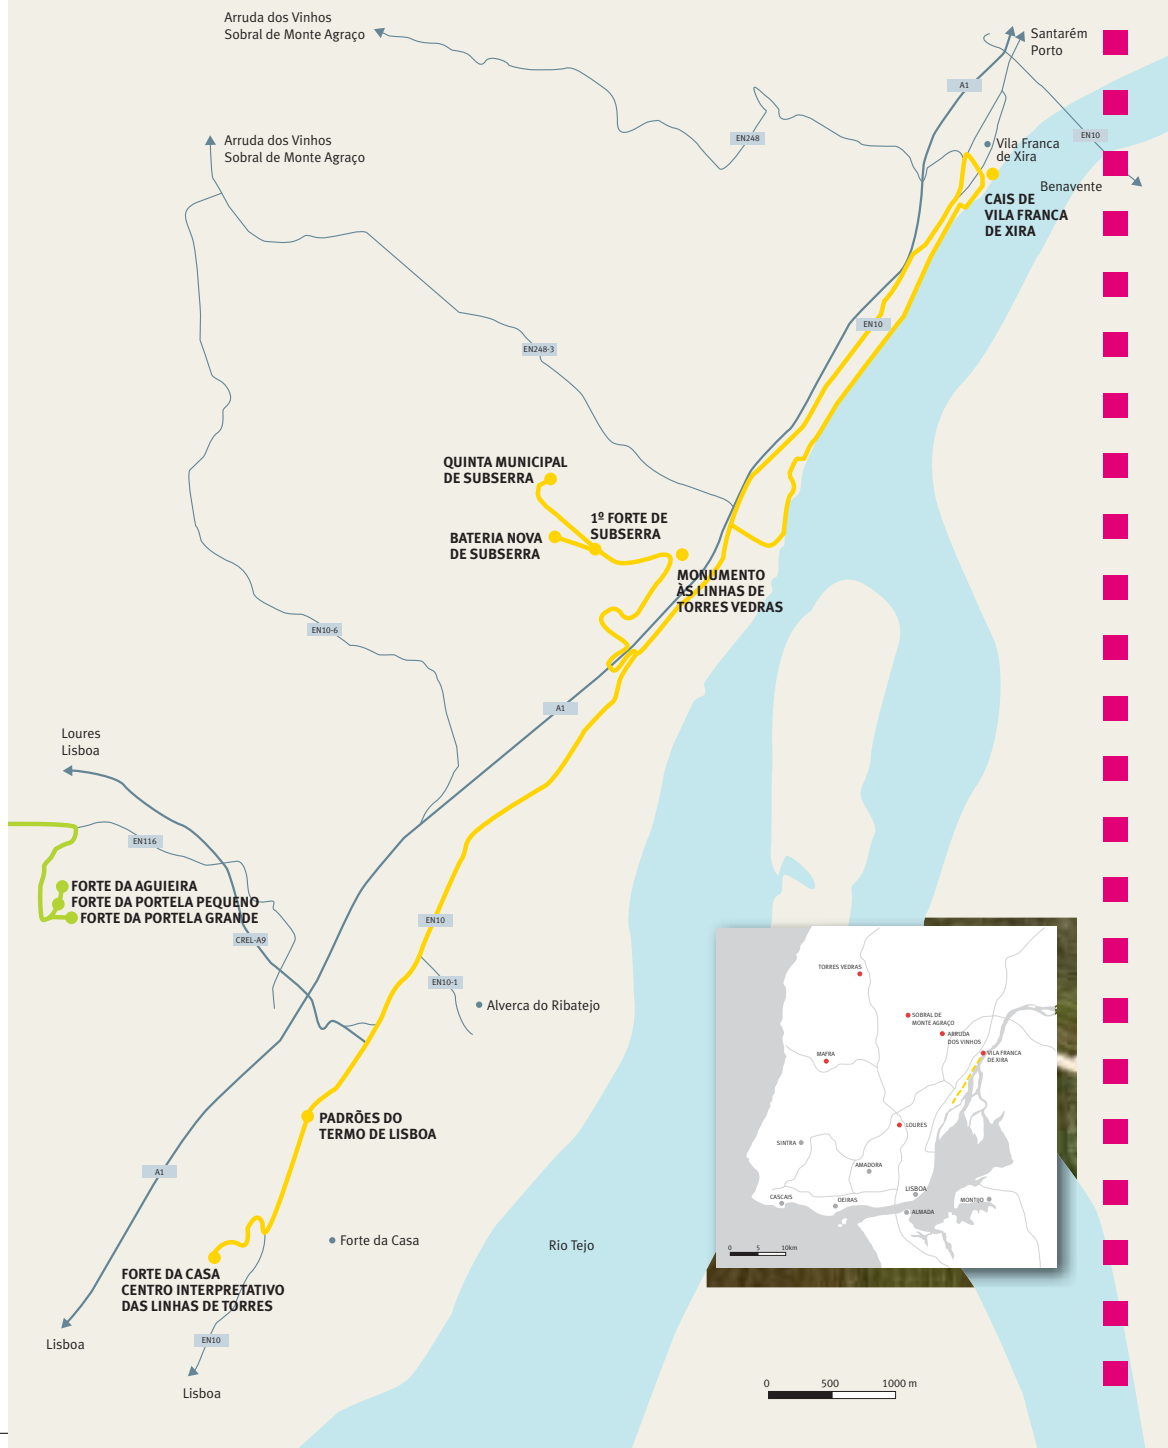 Arruda dos Vinhos
Sobral de Monte Agraço
Santarém
Porto
A1
EN248
EN10
Arruda dos Vinhos
Sobral de Monte Agraço
Vila Franca
de Xira
Benavente
CAIS DE
VILA FRANCA
DE XIRA
EN10
EN248-3
QUINTA MUNICIPAL
DE SUBSERRA
1º FORTE DE
SUBSERRA
BATERIA NOVA
DE SUBSERRA
MONUMENTO
ÀS LINHAS DE
TORRES VEDRAS
EN10-6
A1
Loures
Lisboa
EN116
FORTE DA AGUIEIRA
FORTE DA PORTELA PEQUENO
FORTE DA PORTELA GRANDE
CREL-A9
EN10
EN10-1
Alverca do Ribatejo
TORRES VEDRAS
SOBRAL DE
MONTE AGRAÇO
ARRUDA
DOS VINHOS
MAFRA
VILA FRANCA
DE XIRA
LOURES
SINTRA
AMADORA
LISBOA
CASCAIS
OEIRAS
MONTIJO
ALMADA
0 5 10km
PADRÕES DO
TERMO DE LISBOA
A1
Forte da Casa
Rio Tejo
FORTE DA CASA
CENTRO INTERPRETATIVO
DAS LINHAS DE TORRES
EN10
Lisboa
Lisboa
0 500 1000 m